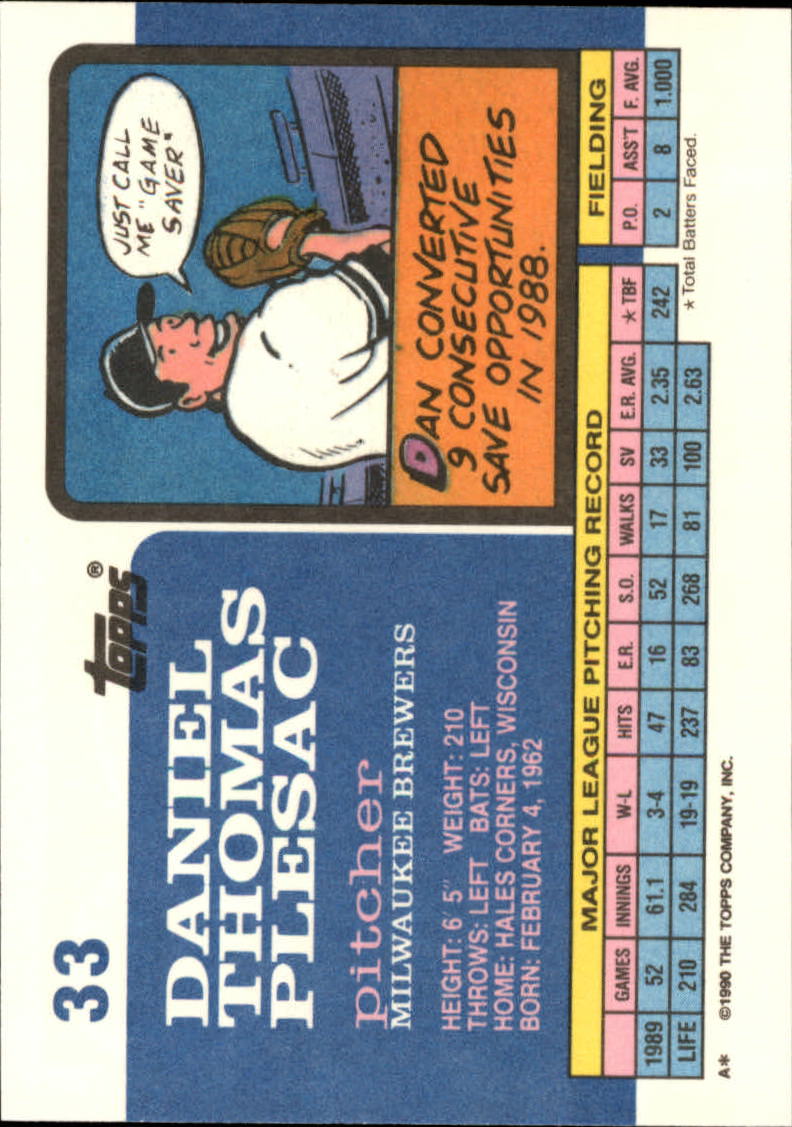 33
topps®
DANIEL
THOMAS
PLESAC
pitcher
MILWAUKEE BREWERS
HEIGHT: 6' 5" WEIGHT: 210
THROWS: LEFT BATS: LEFT
HOME: HALES CORNERS, WISCONSIN
BORN: FEBRUARY 4, 1962
JUST CALL
ME "GAME
SAVER"
DAN CONVERTED
9 CONSECUTIVE
SAVE OPPORTUNITIES
IN 1988.
MAJOR LEAGUE PITCHING RECORD
GAMES INNINGS W-L HITS E.R. S.O. WALKS SV E.R. AVG. ★TBF
1989 52 61.1 3-4 47 16 52 17 33 2.35 242
LIFE 210 284 19-19 237 83 268 81 100 2.63
FIELDING
P.O. ASS'T F. AVG.
2 8 1.000
★Total Batters Faced.
A* ©1990 THE TOPPS COMPANY, INC.